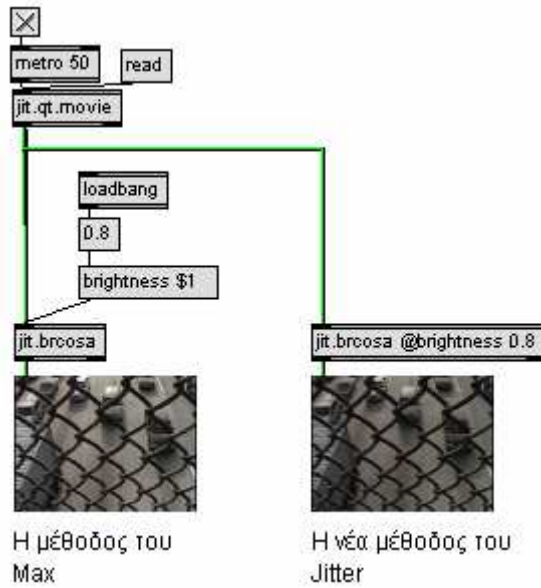 metro 50
read
jit.qt.movie
loadbang
0.8
brightness $1
jit.brcosa
jit.brcosa @brightness 0.8
Η μέθοδος του
Max
Η νέα μέθοδος του
Jitter